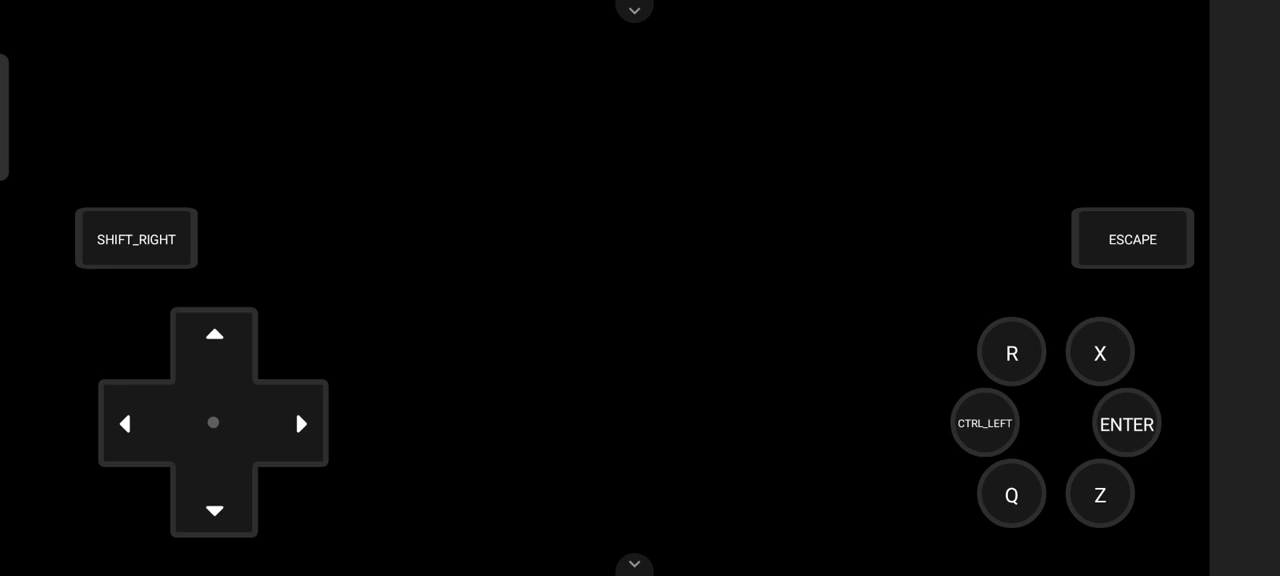 SHIFT_RIGHT
ESCAPE
R
X
CTRL_LEFT
ENTER
Q
Z